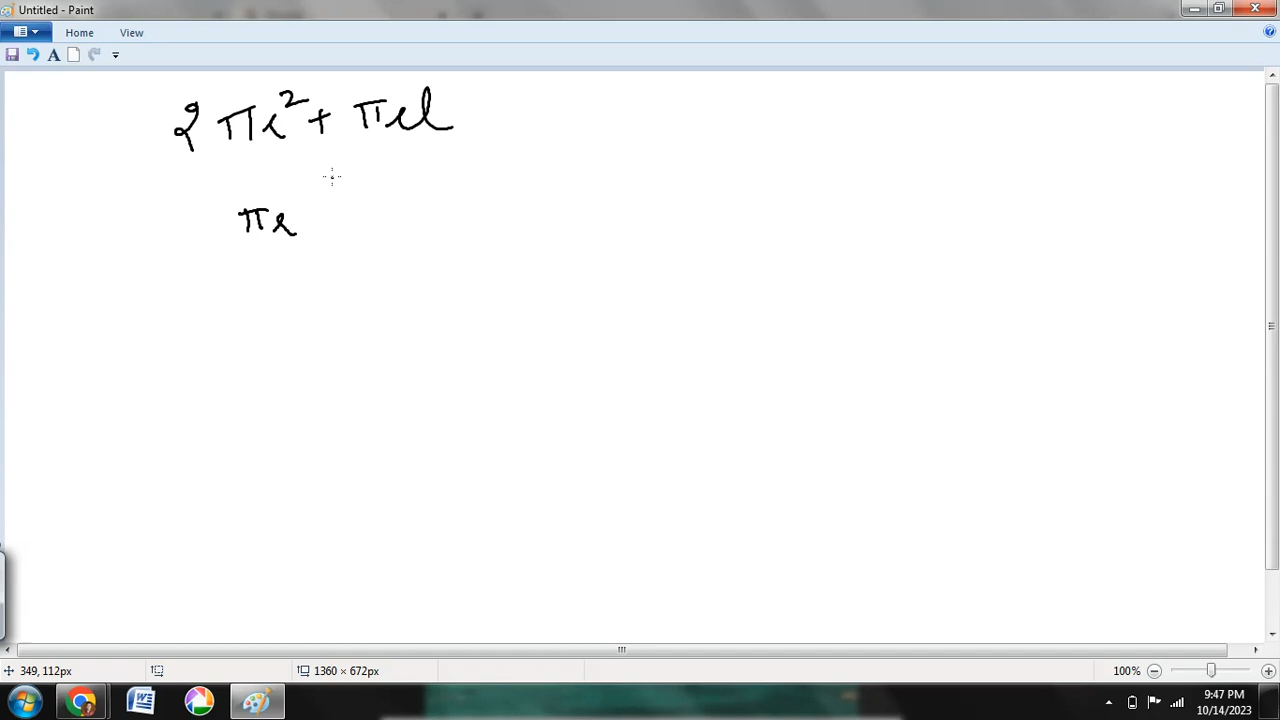 Untitled - Paint
Home View
A
2πr² + πrl
πr
349, 112px
1360 × 672px
100%
9:47 PM
10/14/2023